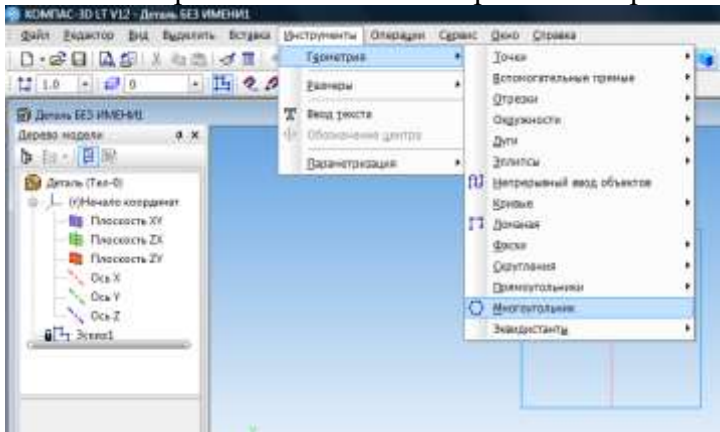 КОМПАС-3D LT V12 - Деталь БЕЗ ИМЕНИ1
Файл Редактор Вид Выделить Вставка Инструменты Операции Сервис Окно Справка
1.0 0
Деталь БЕЗ ИМЕНИ1
Дерево модели
Деталь (Тел-0)
(т)Начало координат
Плоскость XY
Плоскость ZX
Плоскость ZY
Ось X
Ось Y
Ось Z
Эскиз1
Геометрия
Размеры
Ввод текста
Обозначение центра
Параметризация
Точки
Вспомогательные прямые
Отрезки
Окружности
Дуги
Эллипсы
Непрерывный ввод объектов
Кривые
Ломаная
Фаски
Скругления
Прямоугольники
Многоугольник
Эквидистанты